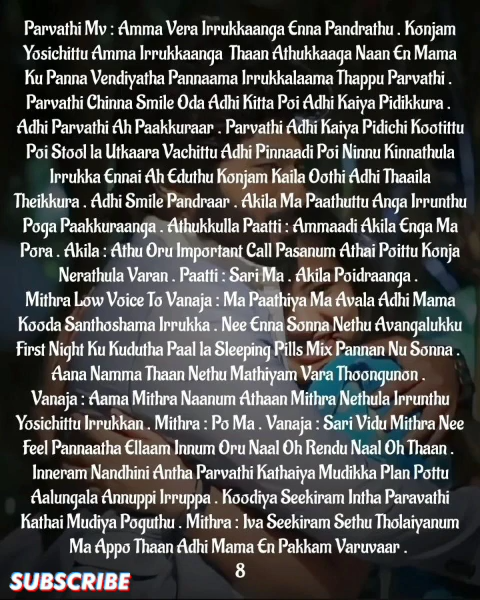 Parvathi Mv : Amma Vera Irrukkaanga Enna Pandrathu . Konjam
Yosichittu Amma Irrukkaanga Thaan Athukkaaga Naan En Mama
Ku Panna Vendiyatha Pannaama Irrukkalaama Thappu Parvathi .
Parvathi Chinna Smile Oda Adhi Kitta Poi Adhi Kaiya Pidikkura .
Adhi Parvathi Ah Paakkuraar . Parvathi Adhi Kaiya Pidichi Kootittu
Poi Stool la Utkaara Vachittu Adhi Pinnaadi Poi Ninnu Kinnathula
Irrukka Ennai Ah Eduthu Konjam Kaila Oothi Adhi Thaaila
Theikkura . Adhi Smile Pandraar . Akila Ma Paathuttu Anga Irrunthu
Poga Paakkuraanga . Athukkulla Paatti : Ammaadi Akila Enga Ma
Pora . Akila : Athu Oru Important Call Pasanum Athai Poittu Konja
Nerathula Varan . Paatti : Sari Ma . Akila Poidraanga .
Mithra Low Voice To Vanaja : Ma Paathiya Ma Avala Adhi Mama
Kooda Santhoshama Irrukka . Nee Enna Sonna Nethu Avangalukku
First Night Ku Kudutha Paal la Sleeping Pills Mix Pannan Nu Sonna .
Aana Namma Thaan Nethu Mathiyam Vara Thoongunon .
Vanaja : Aama Mithra Naanum Athaan Mithra Nethula Irrunthu
Yosichittu Irrukkan . Mithra : Po Ma . Vanaja : Sari Vidu Mithra Nee
Feel Pannaatha Ellaam Innum Oru Naal Oh Rendu Naal Oh Thaan .
Inneram Nandhini Antha Parvathi Kathaiya Mudikka Plan Pottu
Aalungala Annuppi Irruppa . Koodiya Seekiram Intha Paravathi
Kathai Mudiya Poguthu . Mithra : Iva Seekiram Sethu Tholaiyanum
Ma Appo Thaan Adhi Mama En Pakkam Varuvaar .
8
SUBSCRIBE